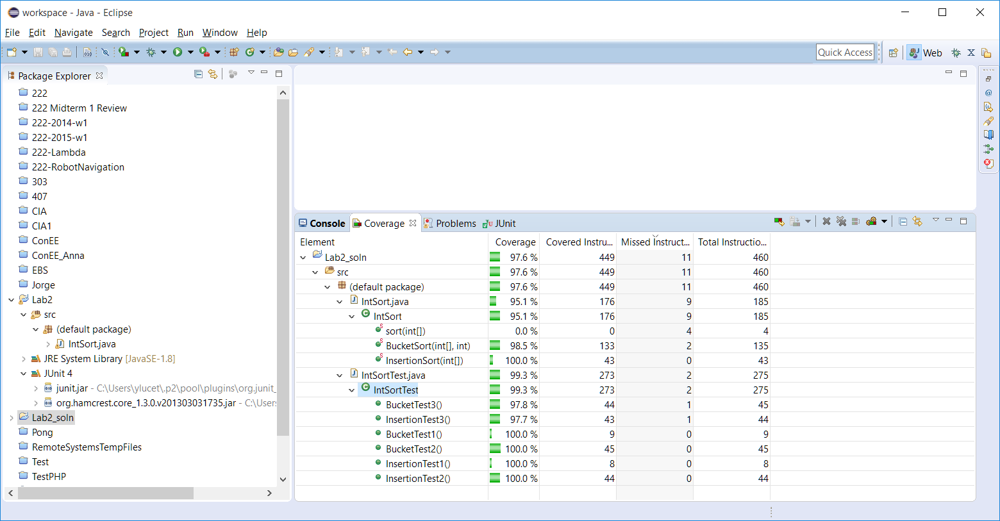 workspace - Java - Eclipse
File Edit Navigate Search Project Run Window Help
Quick Access Web
Package Explorer
222
222 Midterm 1 Review
222-2014-w1
222-2015-w1
222-Lambda
222-RobotNavigation
303
407
CIA
CIA1
ConEE
ConEE_Anna
EBS
Jorge
Lab2
src
(default package)
IntSort.java
JRE System Library [JavaSE-1.8]
JUnit 4
junit.jar - C:\Users\ylucet\.p2\pool\plugins\org.junit_
org.hamcrest.core_1.3.0.v201303031735.jar - C:\Users
Lab2_soln
Pong
RemoteSystemsTempFiles
Test
TestPHP
Console Coverage Problems JUnit
Element Coverage Covered Instru... Missed Instruct... Total Instructio...
Lab2_soln 97.6 % 449 11 460
src 97.6 % 449 11 460
(default package) 97.6 % 449 11 460
IntSort.java 95.1 % 176 9 185
IntSort 95.1 % 176 9 185
sort(int[]) 0.0 % 0 4 4
BucketSort(int[], int) 98.5 % 133 2 135
InsertionSort(int[]) 100.0 % 43 0 43
IntSortTest.java 99.3 % 273 2 275
IntSortTest 99.3 % 273 2 275
BucketTest3() 97.8 % 44 1 45
InsertionTest3() 97.7 % 43 1 44
BucketTest1() 100.0 % 9 0 9
BucketTest2() 100.0 % 45 0 45
InsertionTest1() 100.0 % 8 0 8
InsertionTest2() 100.0 % 44 0 44